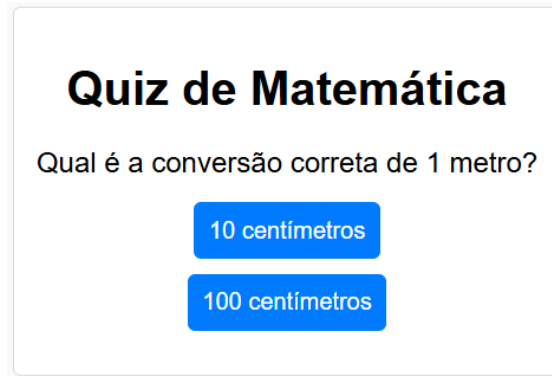 Quiz de Matemática
Qual é a conversão correta de 1 metro?
10 centímetros
100 centímetros